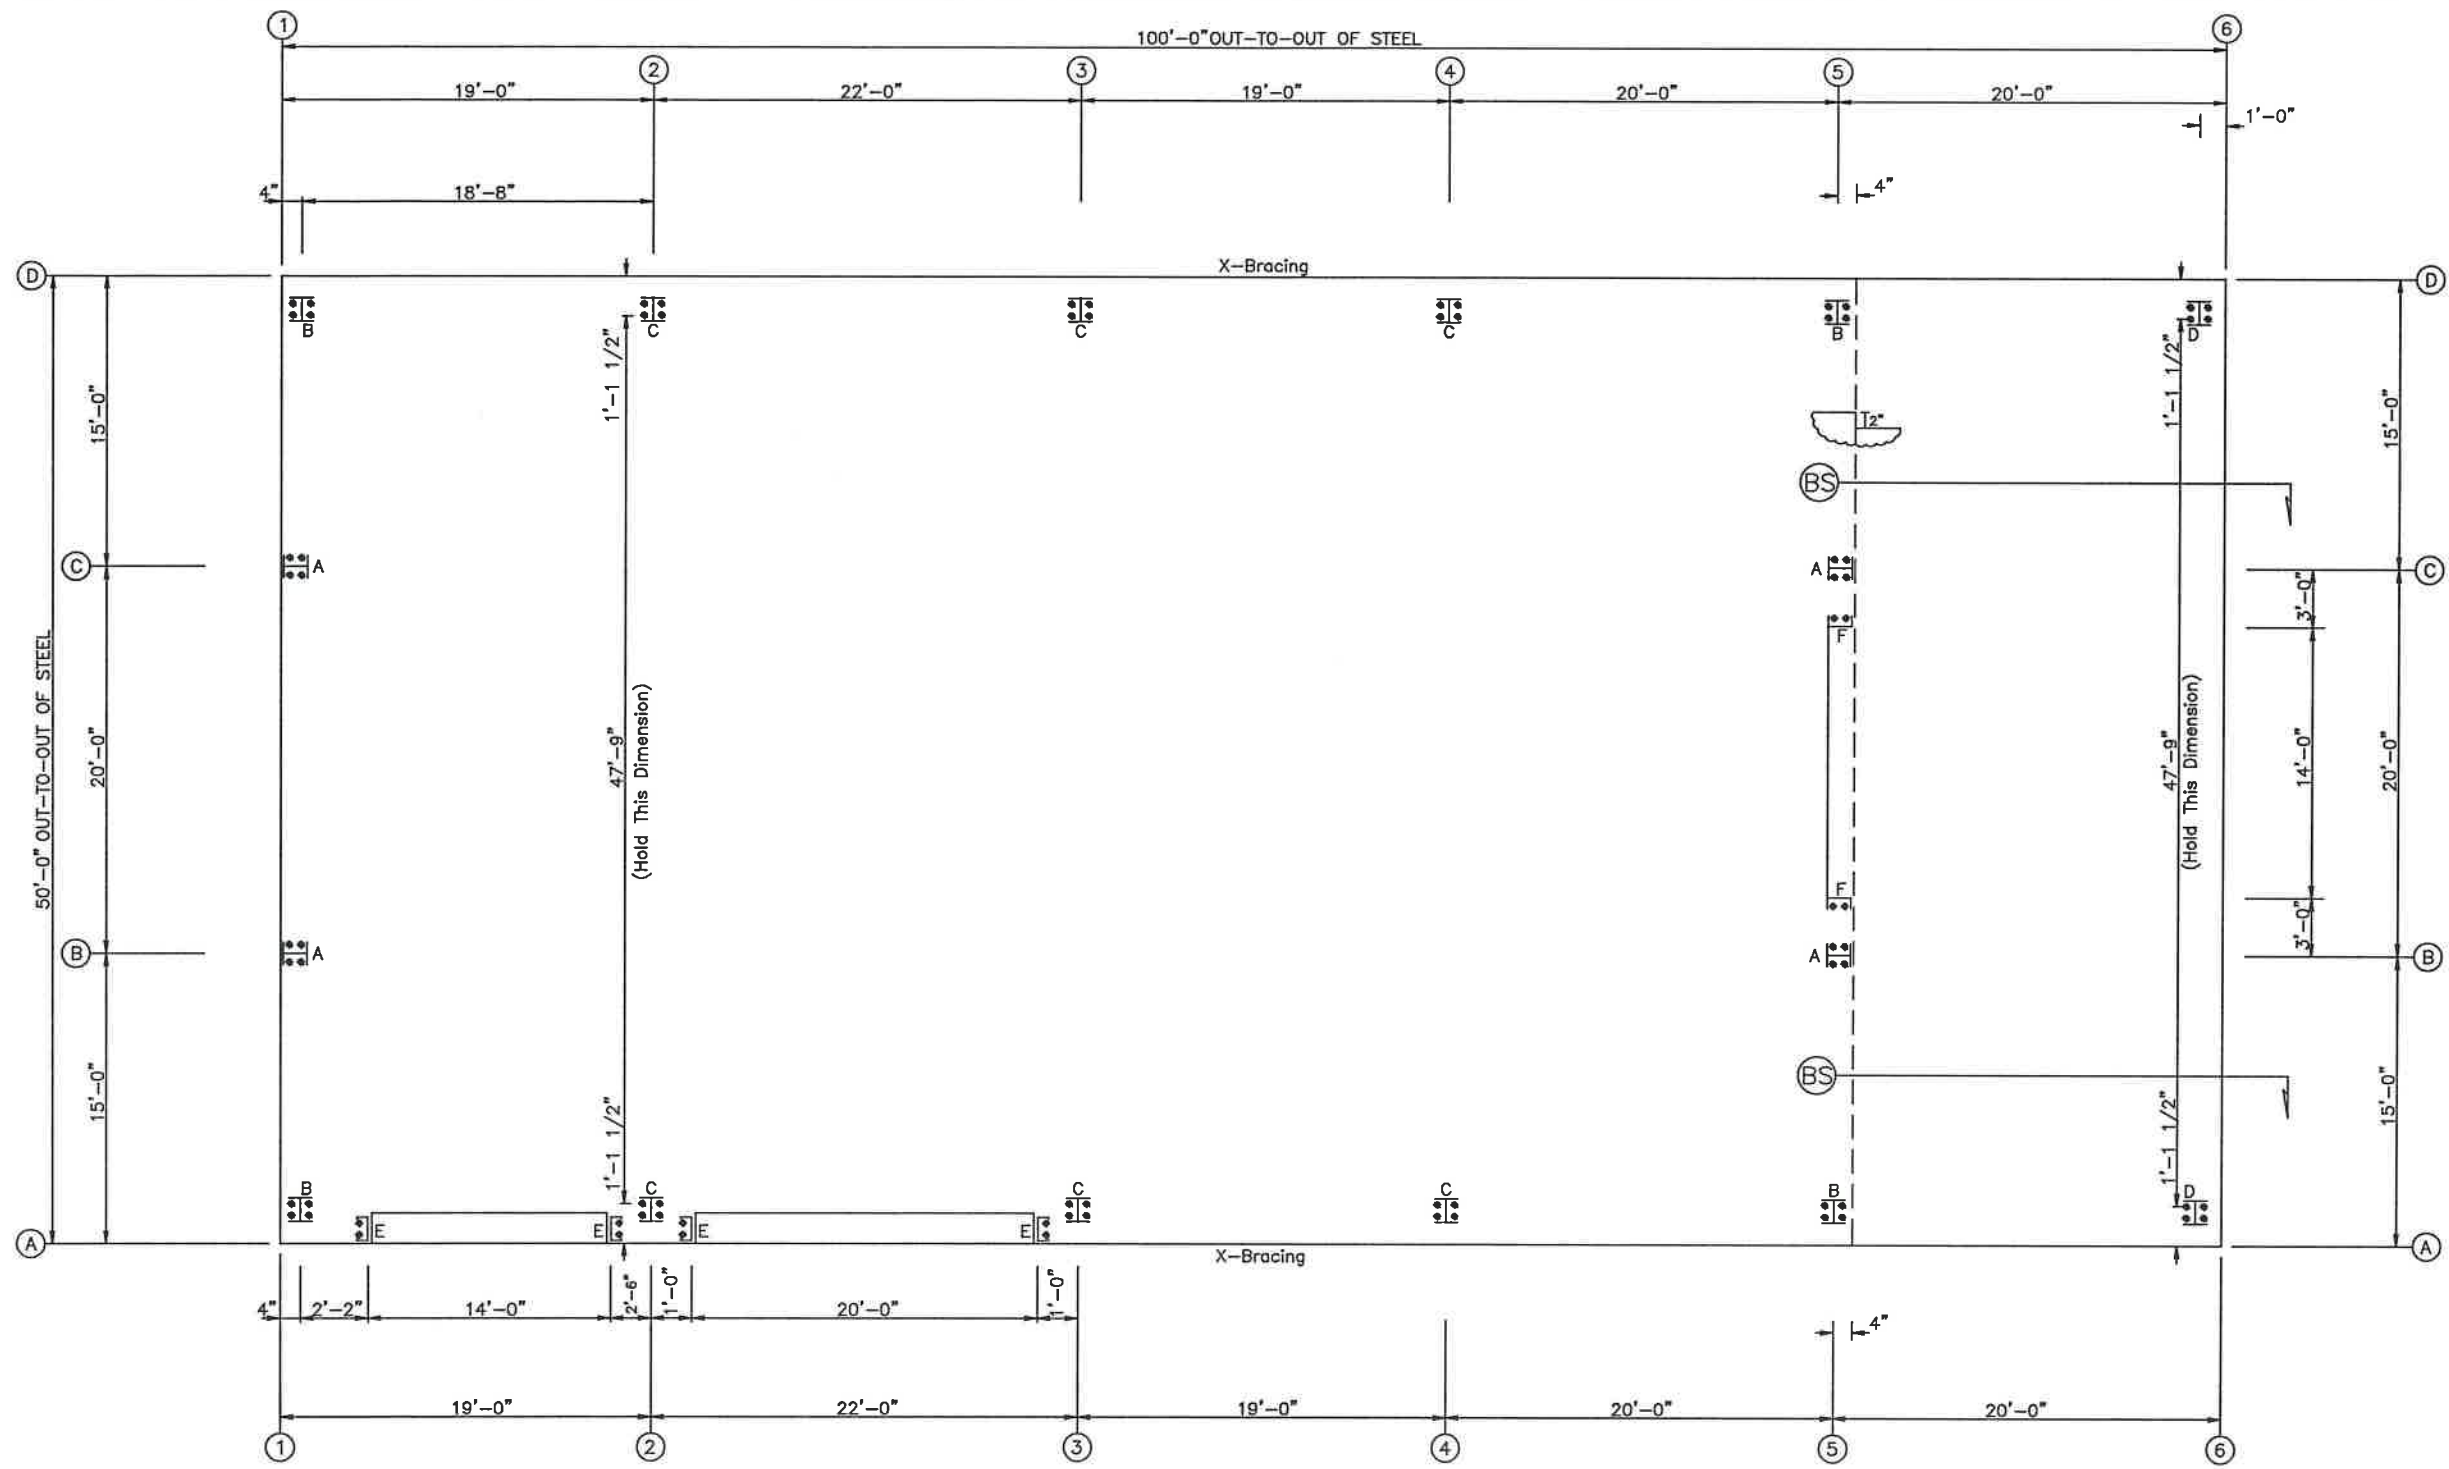 1
6
100'-0" OUT-TO-OUT OF STEEL
2
3
4
5
19'-0"
22'-0"
19'-0"
20'-0"
20'-0"
1'-0"
4"
18'-8"
4"
D
X-Bracing
D
B
C
C
C
B
D
1'-1 1/2"
1'-1 1/2"
15'-0"
15'-0"
2"
BS
C
A
A
C
3'-0"
F
50'-0" OUT-TO-OUT OF STEEL
20'-0"
47'-9"
(Hold This Dimension)
47'-9"
(Hold This Dimension)
14'-0"
20'-0"
F
3'-0"
B
A
A
B
BS
15'-0"
1'-1 1/2"
1'-1 1/2"
15'-0"
B
C
C
C
B
D
E
E
E
E
A
X-Bracing
A
4"
2'-2"
14'-0"
2'-6"
1'-0"
20'-0"
1'-0"
4"
19'-0"
22'-0"
19'-0"
20'-0"
20'-0"
1
2
3
4
5
6